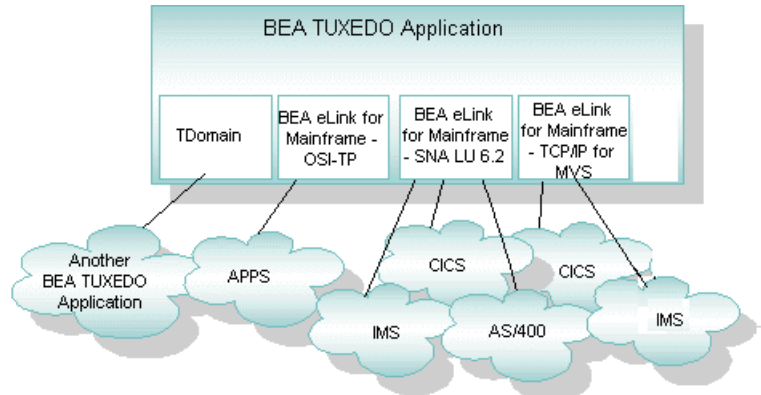 BEA TUXEDO Application
TDomain
BEA eLink for
Mainframe -
OSI-TP
BEA eLink
for Mainframe
- SNA LU 6.2
BEA eLink
for Mainframe
- TCP/IP for
MVS
Another
BEA TUXEDO
Application
APPS
CICS
CICS
IMS
AS/400
IMS